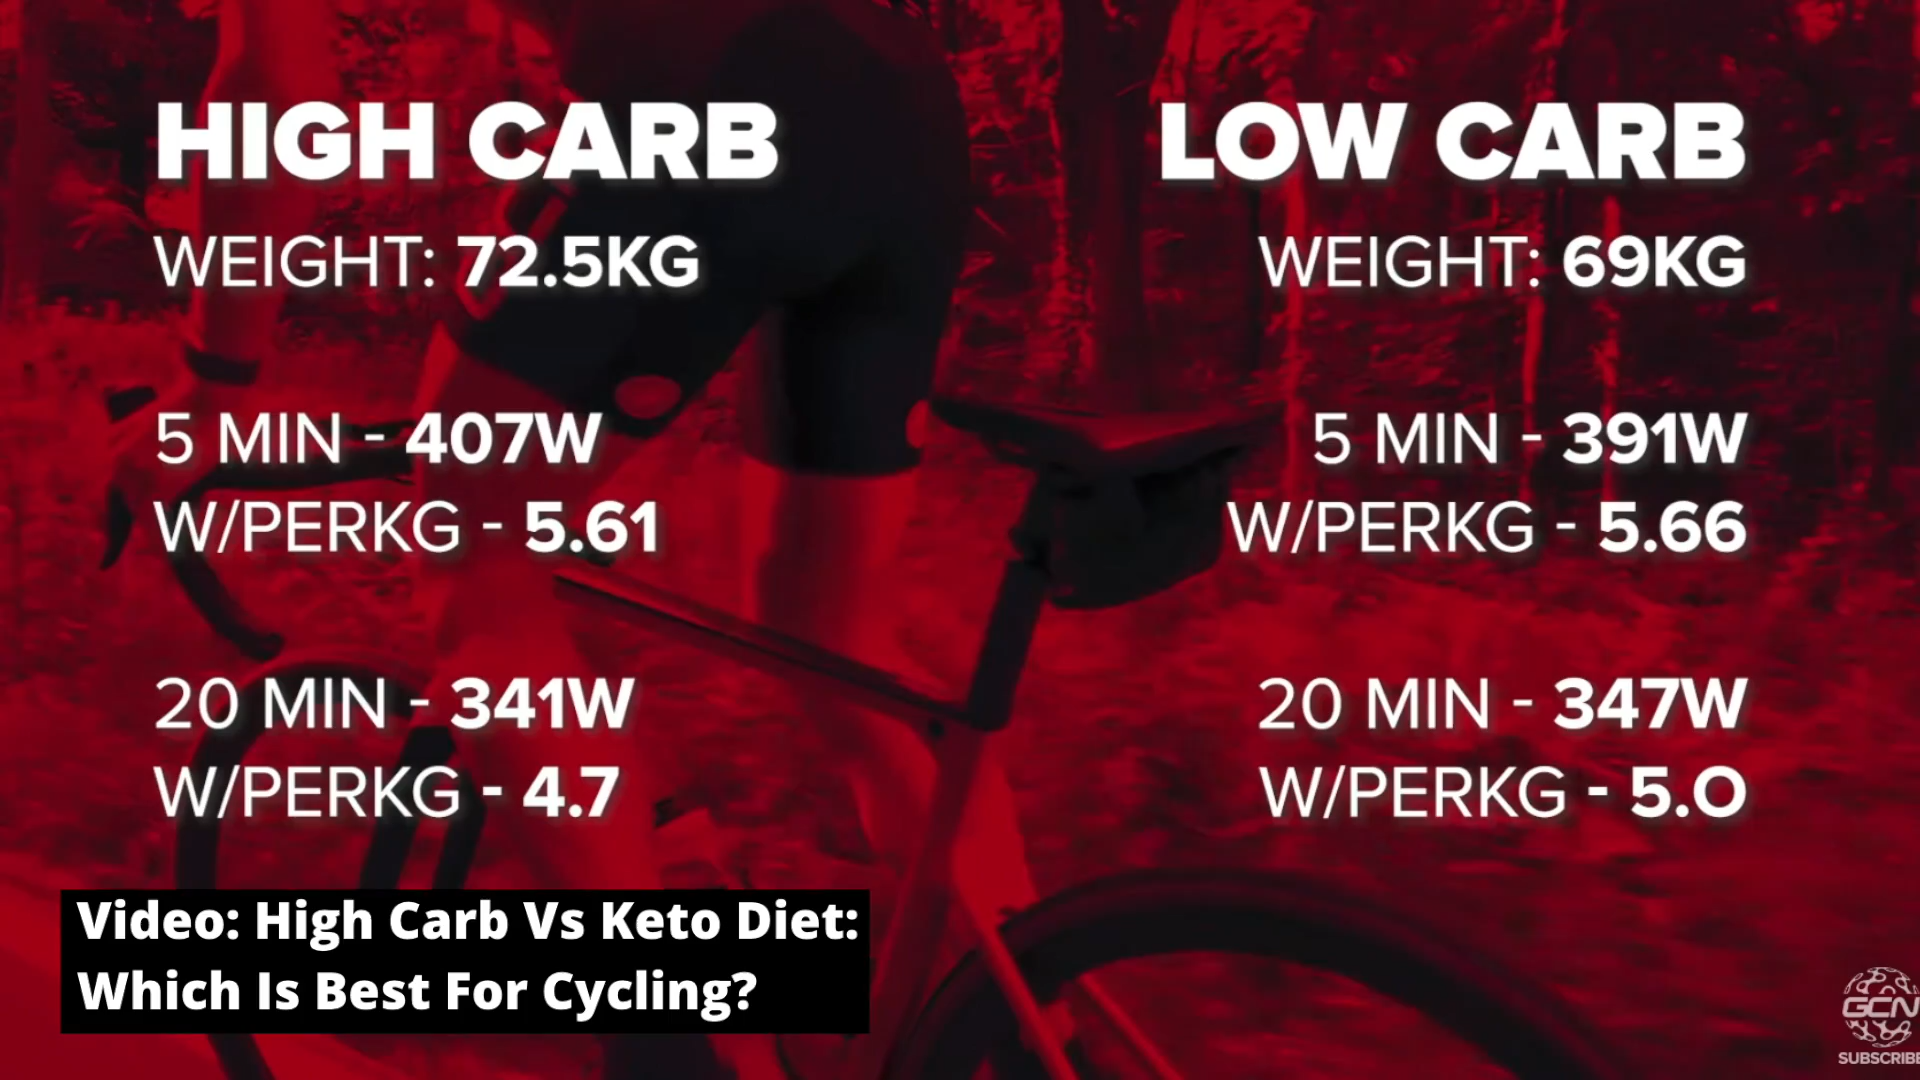 HIGH CARB
WEIGHT: 72.5KG
5 MIN - 407W
W/PERKG - 5.61
20 MIN - 341W
W/PERKG - 4.7
LOW CARB
WEIGHT: 69KG
5 MIN - 391W
W/PERKG - 5.66
20 MIN - 347W
W/PERKG - 5.0
Video: High Carb Vs Keto Diet:
Which Is Best For Cycling?
GCN
SUBSCRIBE